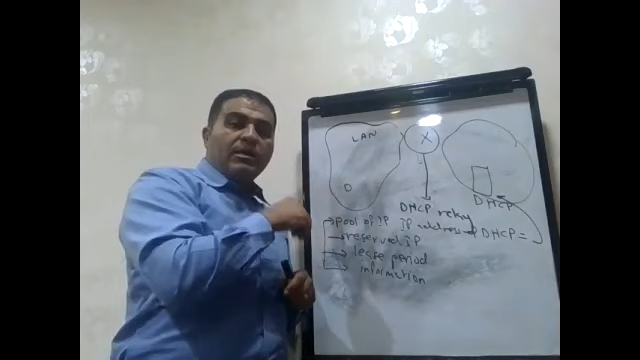 LAN
X
DHCP
DHCP relay
IP address of DHCP =
pool of IP
reserved IP
lease period
information